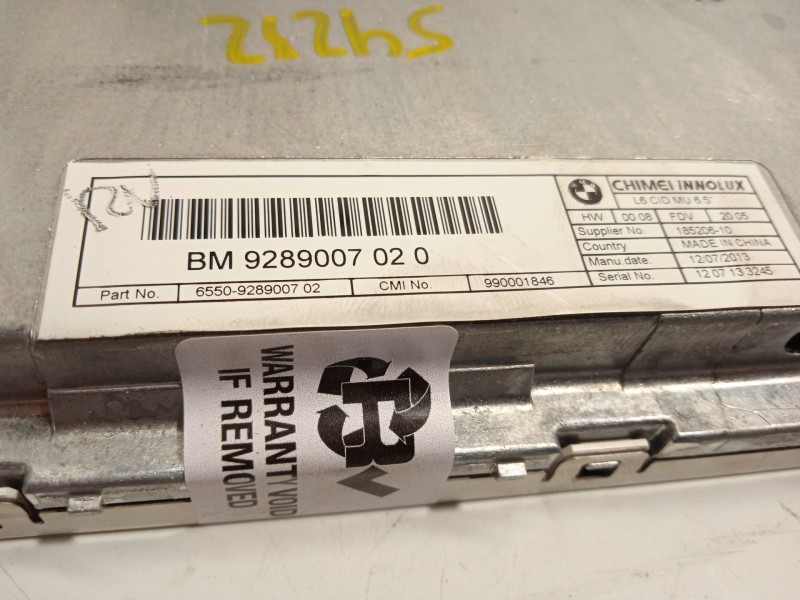 54212
BMW
CHIMEI INNOLUX
L6 CID MU 6.5"
HW 00 08 FDV 20 05
Supplier No. 185206-10
Country MADE IN CHINA
Manu.date. 12/07/2013
Serial No. 12 07 13 3245
BM 9289007 02 0
Part No. 6550-9289007 02 CMI No. 990001846
WARRANTY VOID
IF REMOVED